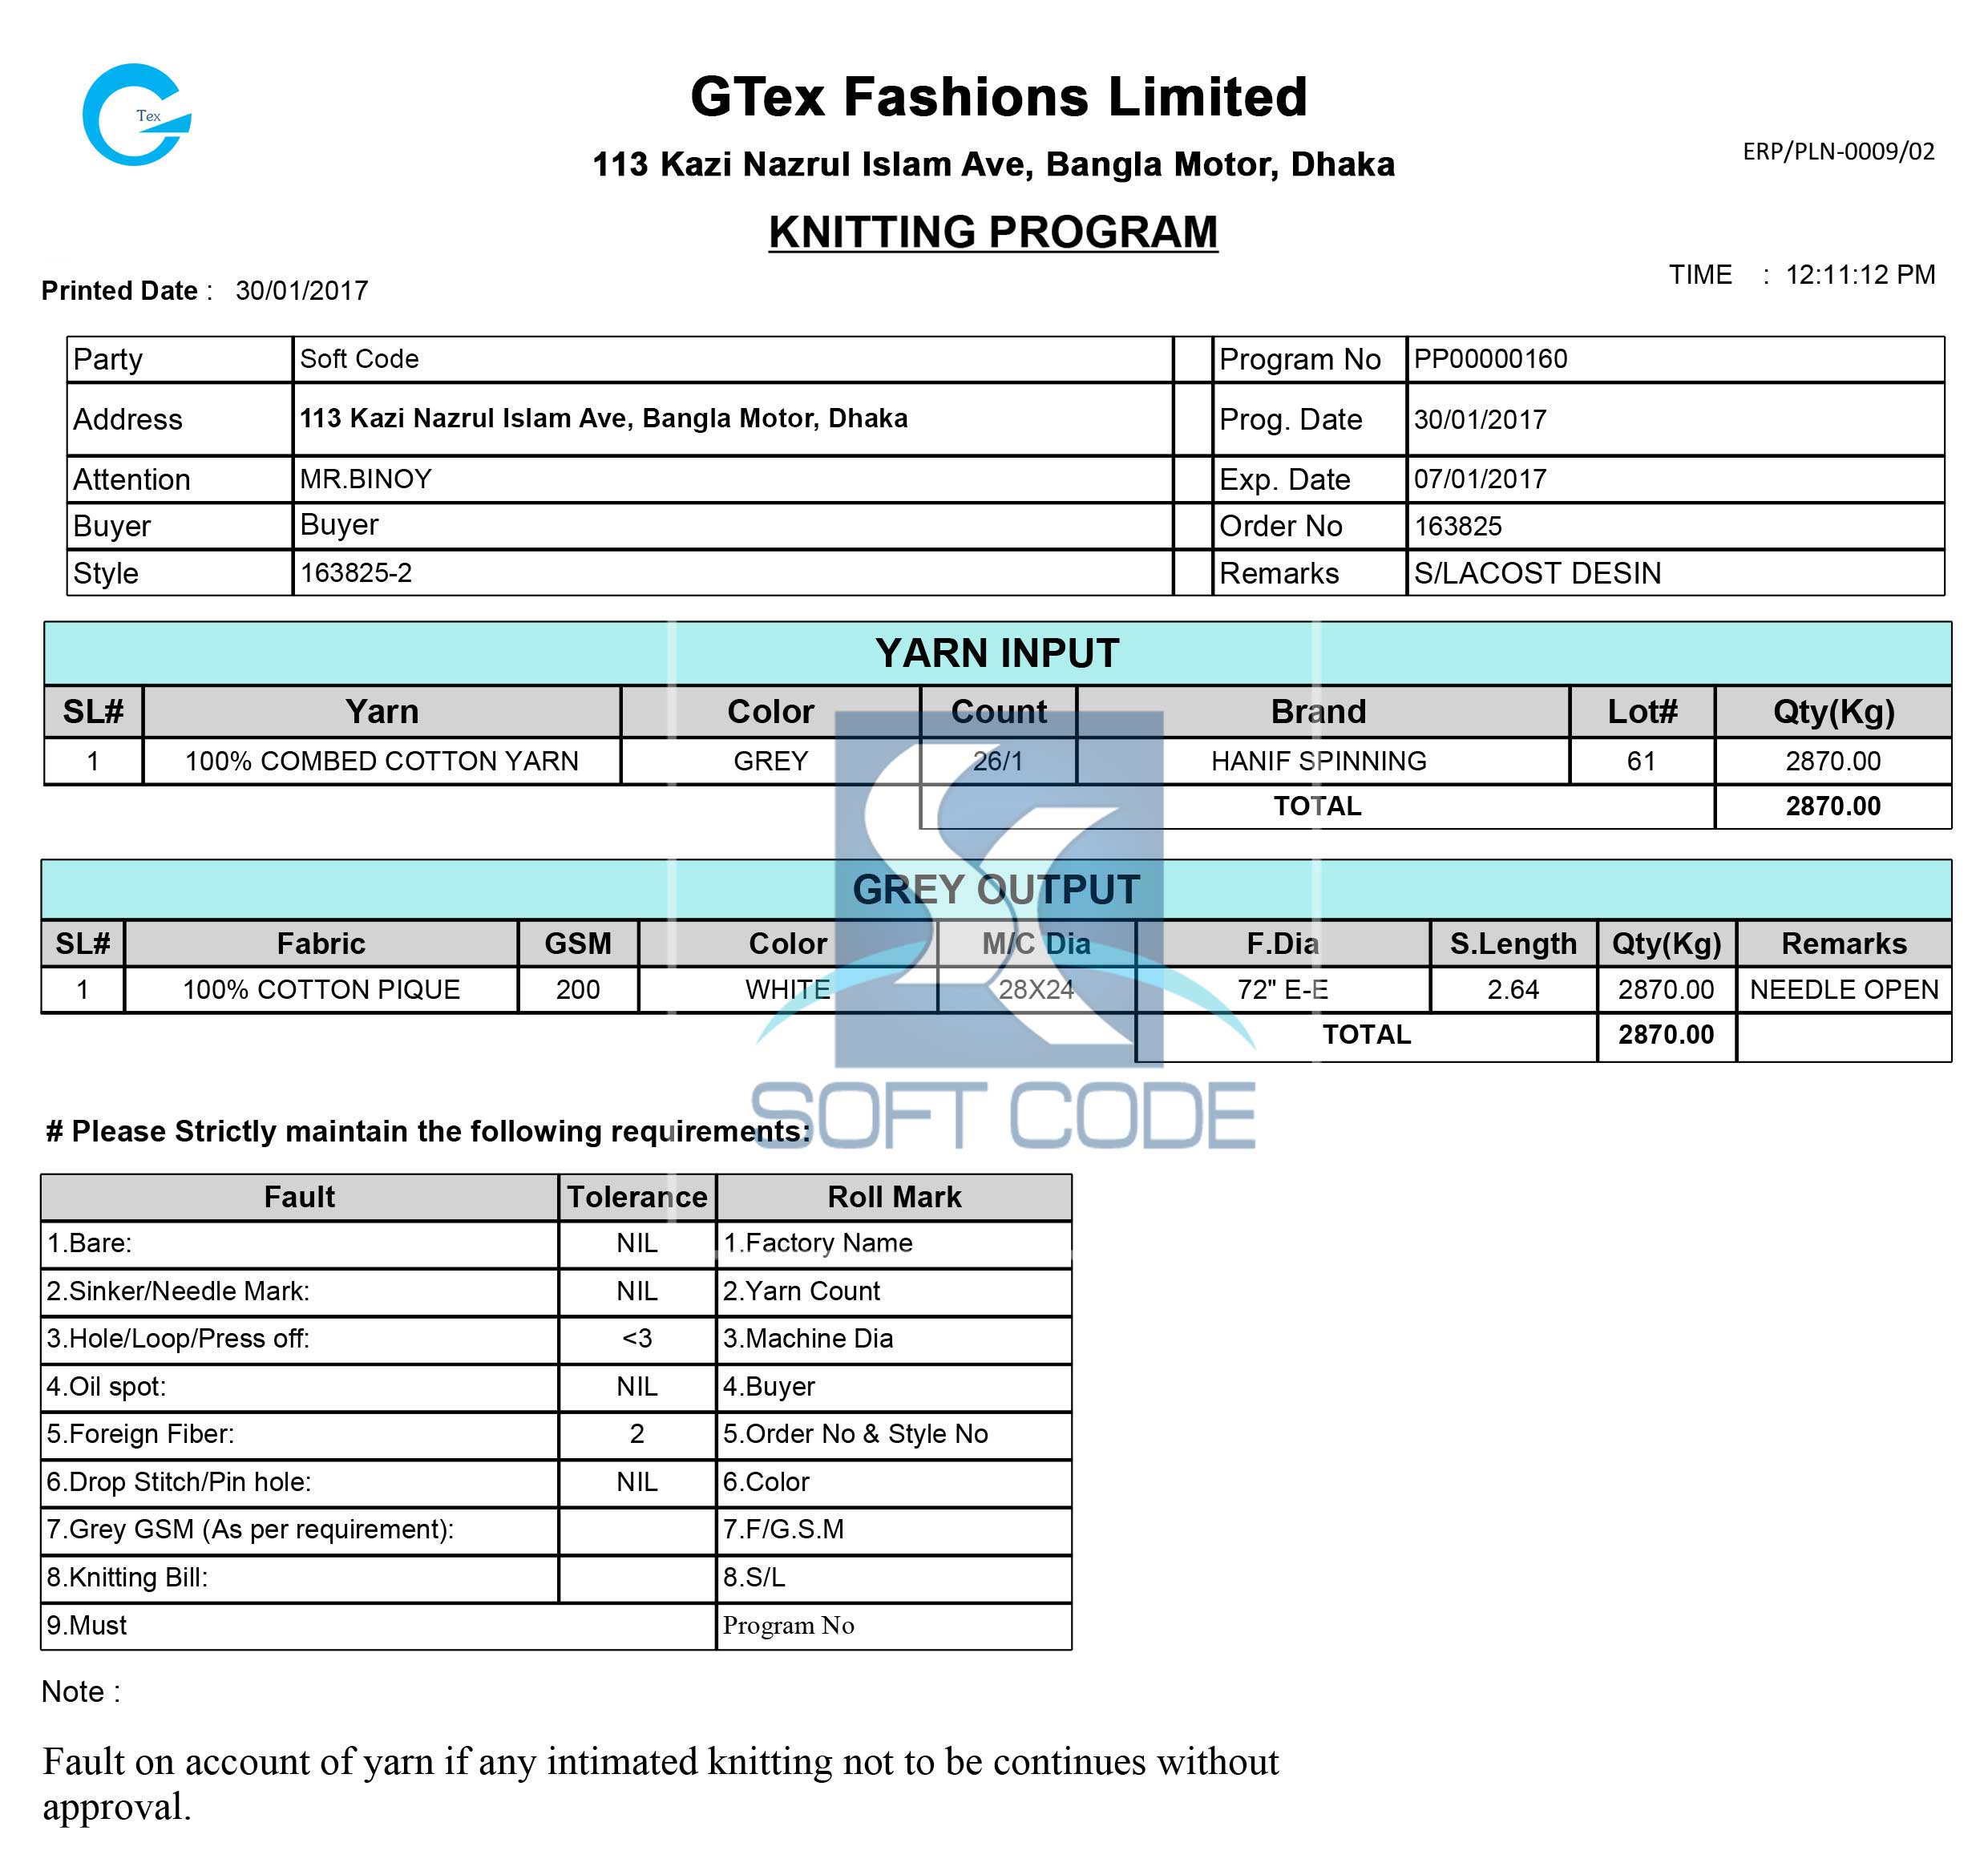 Tex
GTex Fashions Limited
113 Kazi Nazrul Islam Ave, Bangla Motor, Dhaka
ERP/PLN-0009/02
KNITTING PROGRAM
Printed Date : 30/01/2017
TIME : 12:11:12 PM
Party Soft Code Program No PP00000160
Address 113 Kazi Nazrul Islam Ave, Bangla Motor, Dhaka Prog. Date 30/01/2017
Attention MR.BINOY Exp. Date 07/01/2017
Buyer Buyer Order No 163825
Style 163825-2 Remarks S/LACOST DESIN
YARN INPUT
SL# Yarn Color Count Brand Lot# Qty(Kg)
1 100% COMBED COTTON YARN GREY 26/1 HANIF SPINNING 61 2870.00
TOTAL 2870.00
GREY OUTPUT
SL# Fabric GSM Color M/C Dia F.Dia S.Length Qty(Kg) Remarks
1 100% COTTON PIQUE 200 WHITE 28X24 72" E-E 2.64 2870.00 NEEDLE OPEN
TOTAL 2870.00
SOFT CODE
# Please Strictly maintain the following requirements:
Fault Tolerance Roll Mark
1.Bare: NIL 1.Factory Name
2.Sinker/Needle Mark: NIL 2.Yarn Count
3.Hole/Loop/Press off: <3 3.Machine Dia
4.Oil spot: NIL 4.Buyer
5.Foreign Fiber: 2 5.Order No & Style No
6.Drop Stitch/Pin hole: NIL 6.Color
7.Grey GSM (As per requirement): 7.F/G.S.M
8.Knitting Bill: 8.S/L
9.Must Program No
Note :
Fault on account of yarn if any intimated knitting not to be continues without
approval.